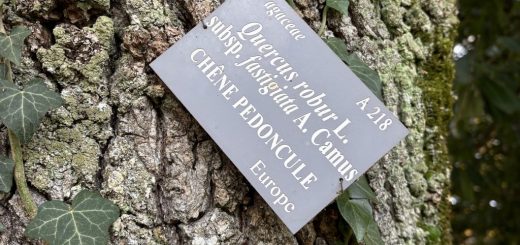 agaceae
A 218
Quercus robur L.
subsp. fastigiata A. Camus
CHÊNE PEDONCULE
Europe